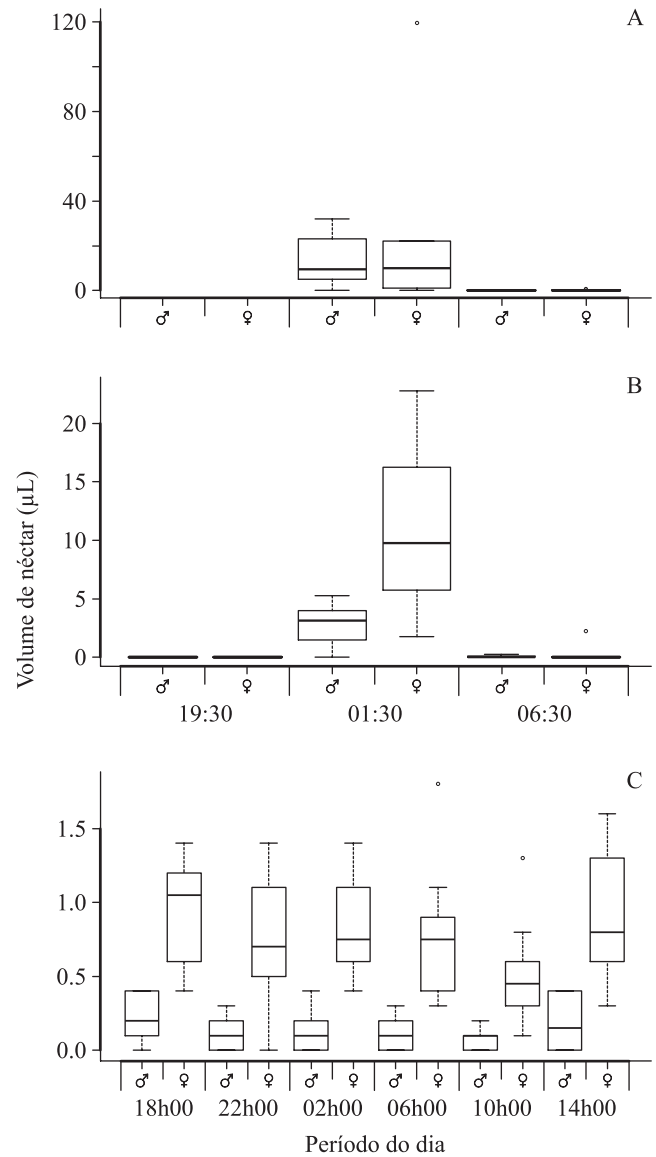 A
120
80
40
0
♂ ♀ ♂ ♀ ♂ ♀
B
Volume de néctar (µL)
20
15
10
5
0
♂ ♀ ♂ ♀ ♂ ♀
19:30 01:30 06:30
C
1.5
1.0
0.5
0.0
♂ ♀ ♂ ♀ ♂ ♀ ♂ ♀ ♂ ♀ ♂ ♀
18h00 22h00 02h00 06h00 10h00 14h00
Período do dia